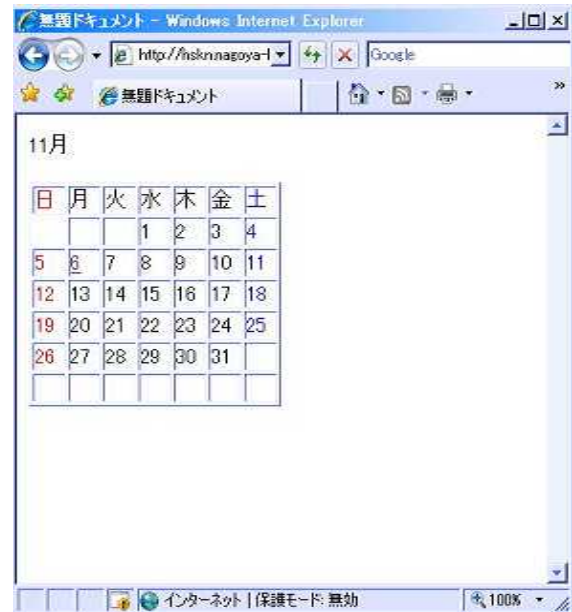 無題ドキュメント - Windows Internet Explorer
http://hsknnagoya-l
Google
無題ドキュメント
»
11月
日 月 火 水 木 金 土
1 2 3 4
5 6 7 8 9 10 11
12 13 14 15 16 17 18
19 20 21 22 23 24 25
26 27 28 29 30 31
インターネット | 保護モード: 無効
100%